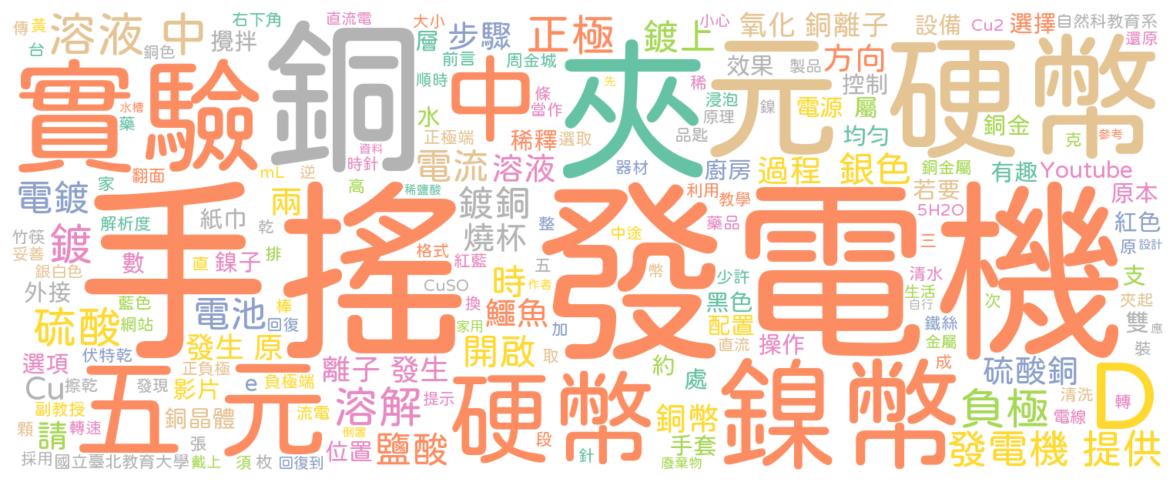 傳 黃 溶液 中 右下角 直流電 大小 層 步驟 正極 鍍上 小心 氧化 銅離子 設備 Cu2 選擇 自然科教育系
台 銅色 攪拌 前言 周金城 效果 製品 方向 還原
實驗 銅 中 夾 元 硬幣
水槽 藥 順時 條 當作 先 稀 浸泡 原理 鎳 電源 控制 屬
水 正極端 稀釋 選取 品匙 均勻 銅金 克 參考
翻面 資料 時針 電流 溶液 器材 廚房 過程 銀色 銅金屬 有趣 Youtube
電鍍 家 mL 逆 高 稀鹽酸 利用 教學 若要 原本
解析度 紙巾 兩 鍍銅 藥品 5H2O
竹筷 妥善 鍍 乾 燒杯 整 中途 三 原 設計 紅色
手搖 發電機
銀白色 數 直 鎳子 排 格式 紅藍 五 幣 少許 清水 支
外接 藍色 棒 CuSO 時 作者 黑色 生活 自行 次 夾起
硫酸 網站 電池 回復 換 鱷魚 家用 加 配置 直流 鐵絲 雙 應
伏特乾 發生 原 開啟 取 操作 金屬 裝
選項 正負極 離子 發生 約 處 成 硫酸銅
Cu 擦乾 發現 影片 e 負極端 溶解 提示 清洗 轉
五元 硬幣 鎳幣 D
副教授 銅晶體 流電 銅幣 負極 電線
顆 請 轉速 張 倒置 位置 鹽酸 段 手套 發電機 提供
採用 國立臺北教育大學 戴上 須 枚 回復到 針 廢棄物